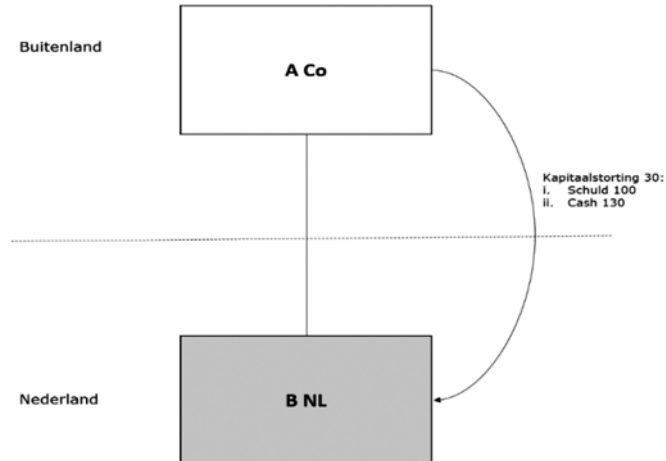 Buitenland
A Co
Kapitaalstorting 30:
i. Schuld 100
ii. Cash 130
Nederland
B NL